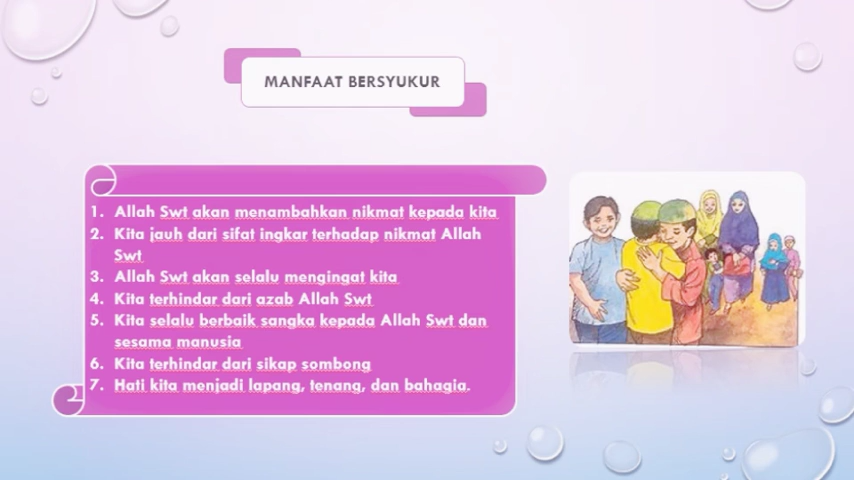 MANFAAT BERSYUKUR
1. Allah Swt akan menambahkan nikmat kepada kita
2. Kita jauh dari sifat ingkar terhadap nikmat Allah
Swt
3. Allah Swt akan selalu mengingat kita
4. Kita terhindar dari azab Allah Swt
5. Kita selalu berbaik sangka kepada Allah Swt dan
sesama manusia
6. Kita terhindar dari sikap sombong
7. Hati kita menjadi lapang, tenang, dan bahagia.